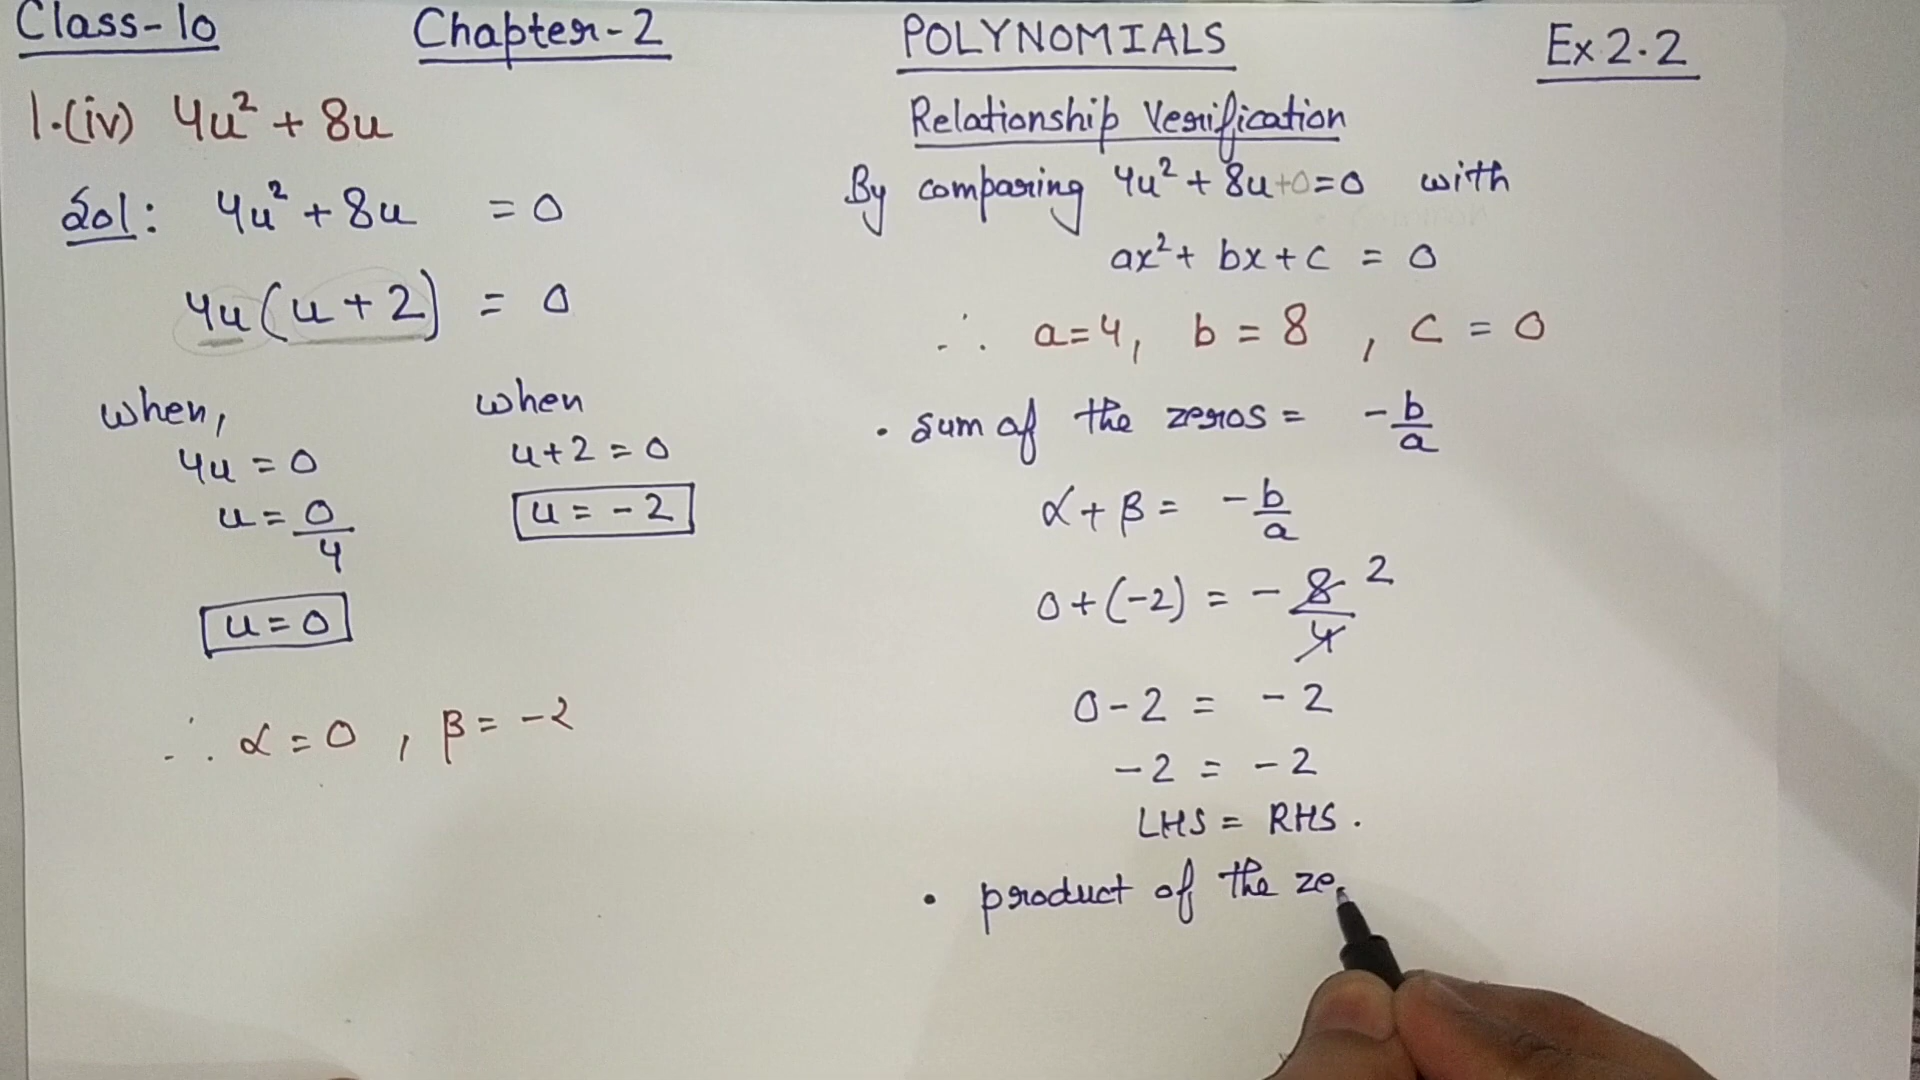 Class-10 Chapter-2 POLYNOMIALS Ex 2.2
1.(iv) 4u² + 8u
Sol: 4u² + 8u = 0
4u(u+2) = 0
when,
4u = 0
u = 0/4
u = 0
when
u+2 = 0
u = -2
∴ α = 0 , β = -2
Relationship Verification
By comparing 4u² + 8u+0=0 with
ax² + bx + c = 0
∴ a=4, b = 8 , c = 0
• sum of the zeros = -b/a
α + β = -b/a
0 + (-2) = - 8/4 2
0 - 2 = - 2
-2 = -2
LHS = RHS .
• product of the ze